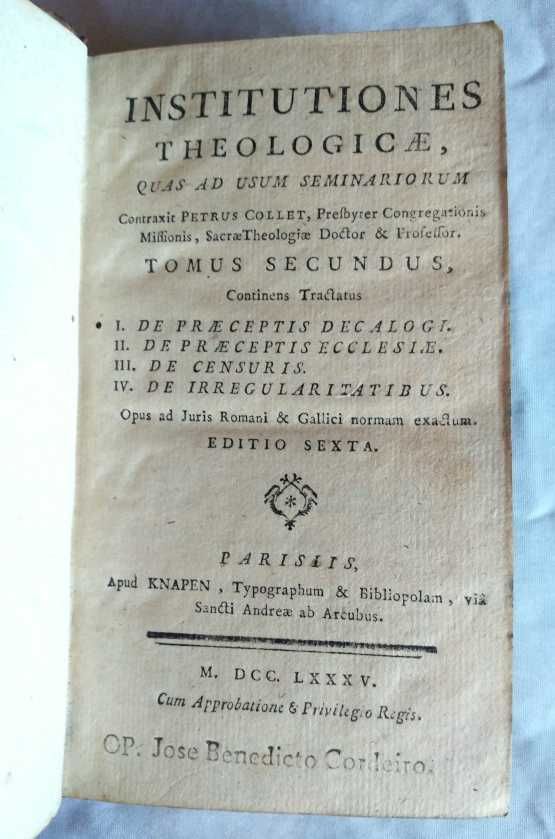 INSTITUTIONES
THEOLOGICÆ,
QUAS AD USUM SEMINARIORUM
Contraxit PETRUS COLLET, Preſbyter Congregationis
Miſſionis, SacræTheologiæ Doctor & Profeſſor.
TOMUS SECUNDUS,
Continens Tractatus
I. DE PRÆCEPTIS DECALOGI.
II. DE PRÆCEPTIS ECCLESIÆ.
III. DE CENSURIS.
IV. DE IRREGULARITATIBUS.
Opus ad Juris Romani & Gallici normam exactum.
EDITIO SEXTA.
PARISIIS,
Apud KNAPEN, Typographum & Bibliopolam, viâ
Sancti Andreæ ab Arcubus.
M. DCC. LXXXV.
Cum Approbatione & Privilegio Regis.
OP. Jose Benedicto Cordeiro.